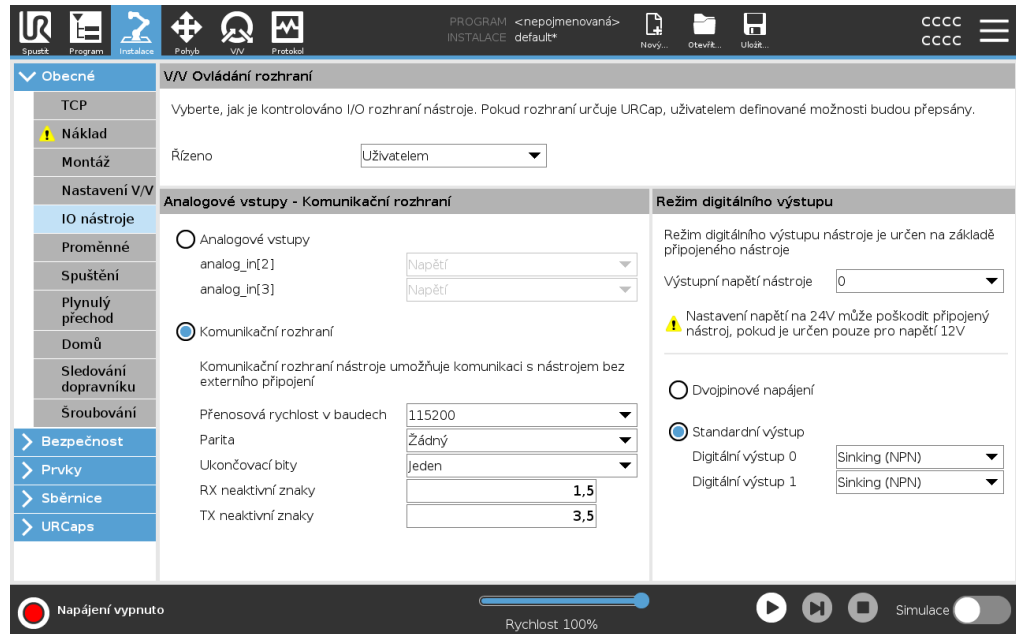 PROGRAM <nepojmenovaná>
INSTALACE default*
Spustit Program Instalace Pohyb V/V Protokol Nový... Otevřít... Uložit...
CCCC
CCCC
Obecné
TCP
Náklad
Montáž
Nastavení V/V
IO nástroje
Proměnné
Spuštění
Plynulý
přechod
Domů
Sledování
dopravníku
Šroubování
Bezpečnost
Prvky
Sběrnice
URCaps
V/V Ovládání rozhraní
Vyberte, jak je kontrolováno I/O rozhraní nástroje. Pokud rozhraní určuje URCap, uživatelem definované možnosti budou přepsány.
Řízeno Uživatelem
Analogové vstupy - Komunikační rozhraní
Analogové vstupy
analog_in[2] Napětí
analog_in[3] Napětí
Komunikační rozhraní
Komunikační rozhraní nástroje umožňuje komunikaci s nástrojem bez
externího připojení
Přenosová rychlost v baudech 115200
Parita Žádný
Ukončovací bity Jeden
RX neaktivní znaky 1,5
TX neaktivní znaky 3,5
Režim digitálního výstupu
Režim digitálního výstupu nástroje je určen na základě
připojeného nástroje
Výstupní napětí nástroje 0
Nastavení napětí na 24V může poškodit připojený
nástroj, pokud je určen pouze pro napětí 12V
Dvojpinové napájení
Standardní výstup
Digitální výstup 0 Sinking (NPN)
Digitální výstup 1 Sinking (NPN)
Napájení vypnuto
Rychlost 100%
Simulace